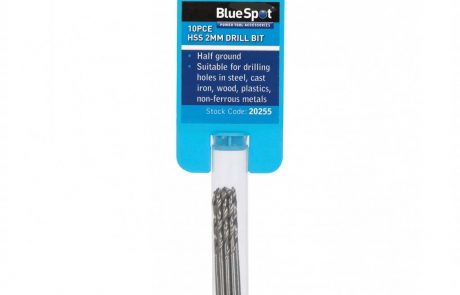 BlueSpot
POWER TOOL ACCESSORIES
10PCE
HSS 2MM DRILL BIT
• Half ground
• Suitable for drilling
holes in steel, cast
iron, wood, plastics,
non-ferrous metals
Stock Code: 20255